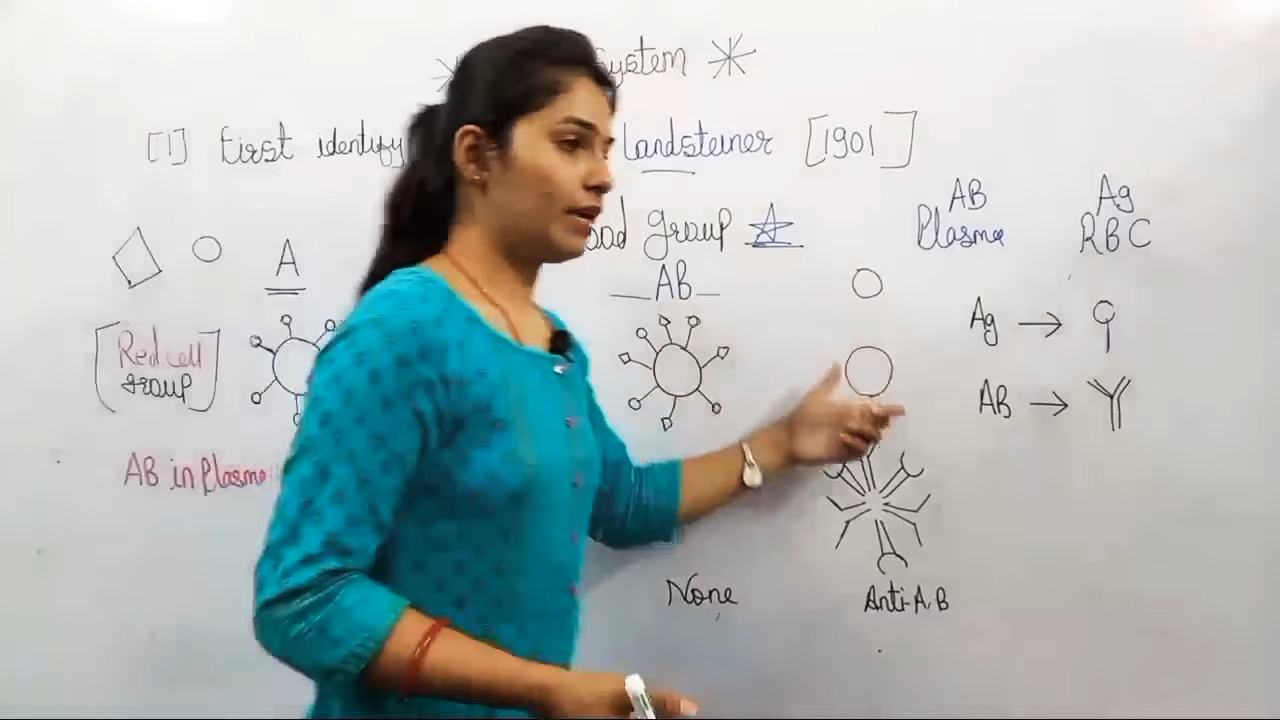 System
[1] First identify Landsteiner [1901]
AB Ag
group Plasma RBC
A AB
Ag →
Red cell
group
AB →
AB in Plasma
None Anti-A, B